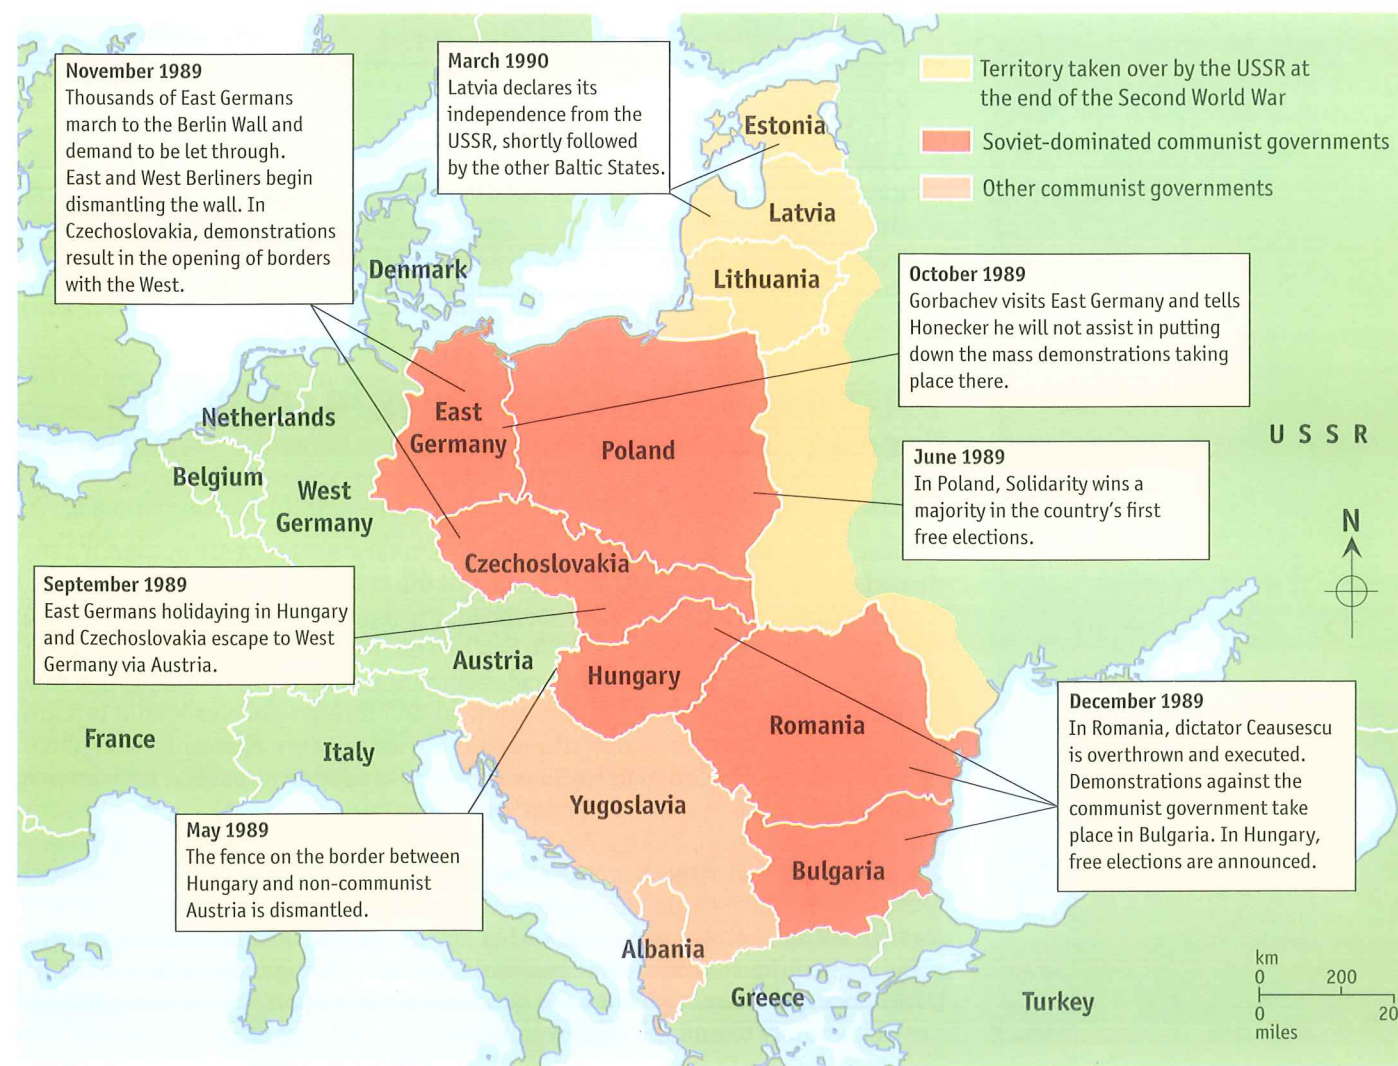 November 1989
Thousands of East Germans
march to the Berlin Wall and
demand to be let through.
East and West Berliners begin
dismantling the wall. In
Czechoslovakia, demonstrations
result in the opening of borders
with the West.
March 1990
Latvia declares its
independence from the
USSR, shortly followed
by the other Baltic States.
Territory taken over by the USSR at
the end of the Second World War
Soviet-dominated communist governments
Other communist governments
Estonia
Latvia
Lithuania
Denmark
October 1989
Gorbachev visits East Germany and tells
Honecker he will not assist in putting
down the mass demonstrations taking
place there.
Netherlands
Belgium
West
Germany
East
Germany
Poland
USSR
June 1989
In Poland, Solidarity wins a
majority in the country's first
free elections.
N
Czechoslovakia
September 1989
East Germans holidaying in Hungary
and Czechoslovakia escape to West
Germany via Austria.
Austria
Hungary
Romania
France
Italy
Yugoslavia
December 1989
In Romania, dictator Ceausescu
is overthrown and executed.
Demonstrations against the
communist government take
place in Bulgaria. In Hungary,
free elections are announced.
May 1989
The fence on the border between
Hungary and non-communist
Austria is dismantled.
Bulgaria
Albania
Greece
Turkey
km
0 200
0 20
miles